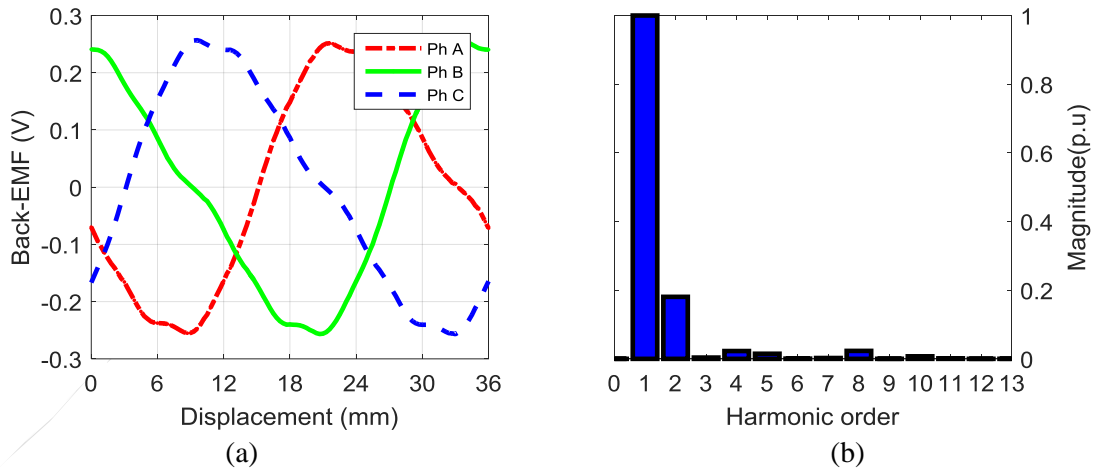 0.3
0.2
0.1
0
-0.1
-0.2
-0.3
Back-EMF (V)
Ph A
Ph B
Ph C
0 6 12 18 24 30 36
Displacement (mm)
(a)
1
0.8
0.6
0.4
0.2
0
Magnitude(p.u)
0 1 2 3 4 5 6 7 8 9 10 11 12 13
Harmonic order
(b)